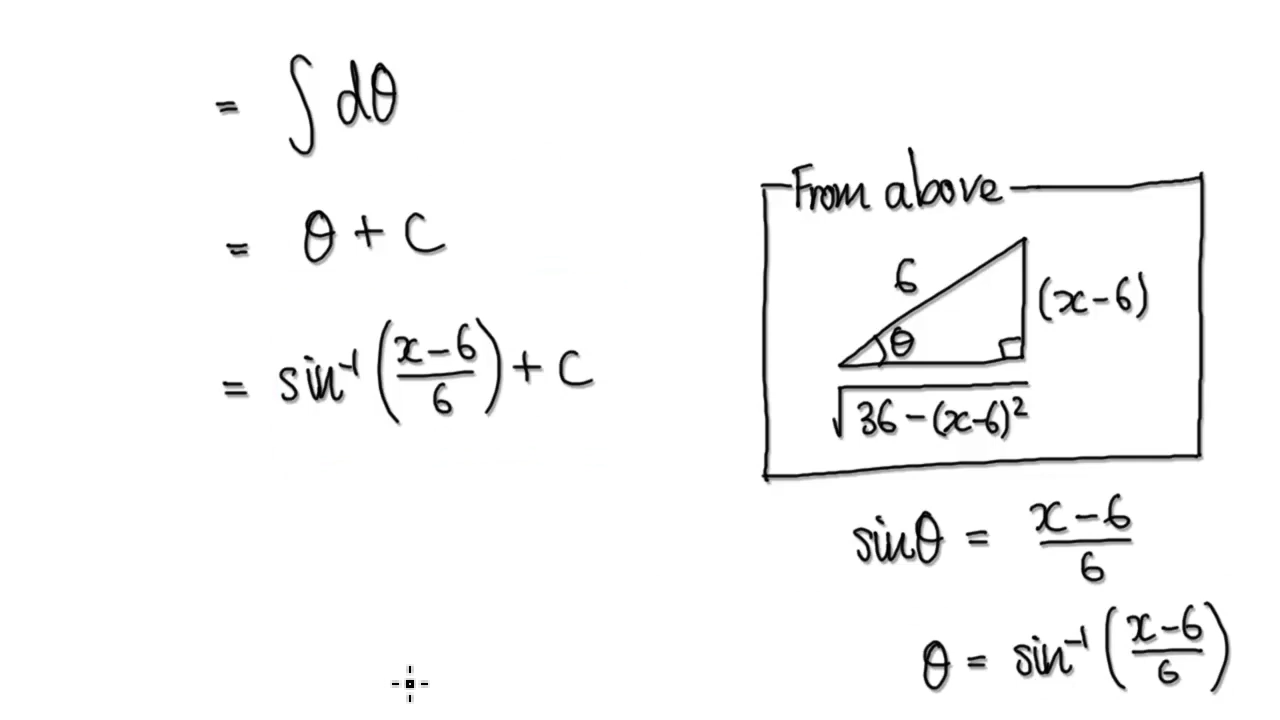 = ∫ dθ
= θ + C
= sin⁻¹ ((x-6)/6) + C
From above
6
(x-6)
θ
√(36-(x-6)²)
sinθ = (x-6)/6
θ = sin⁻¹ ((x-6)/6)